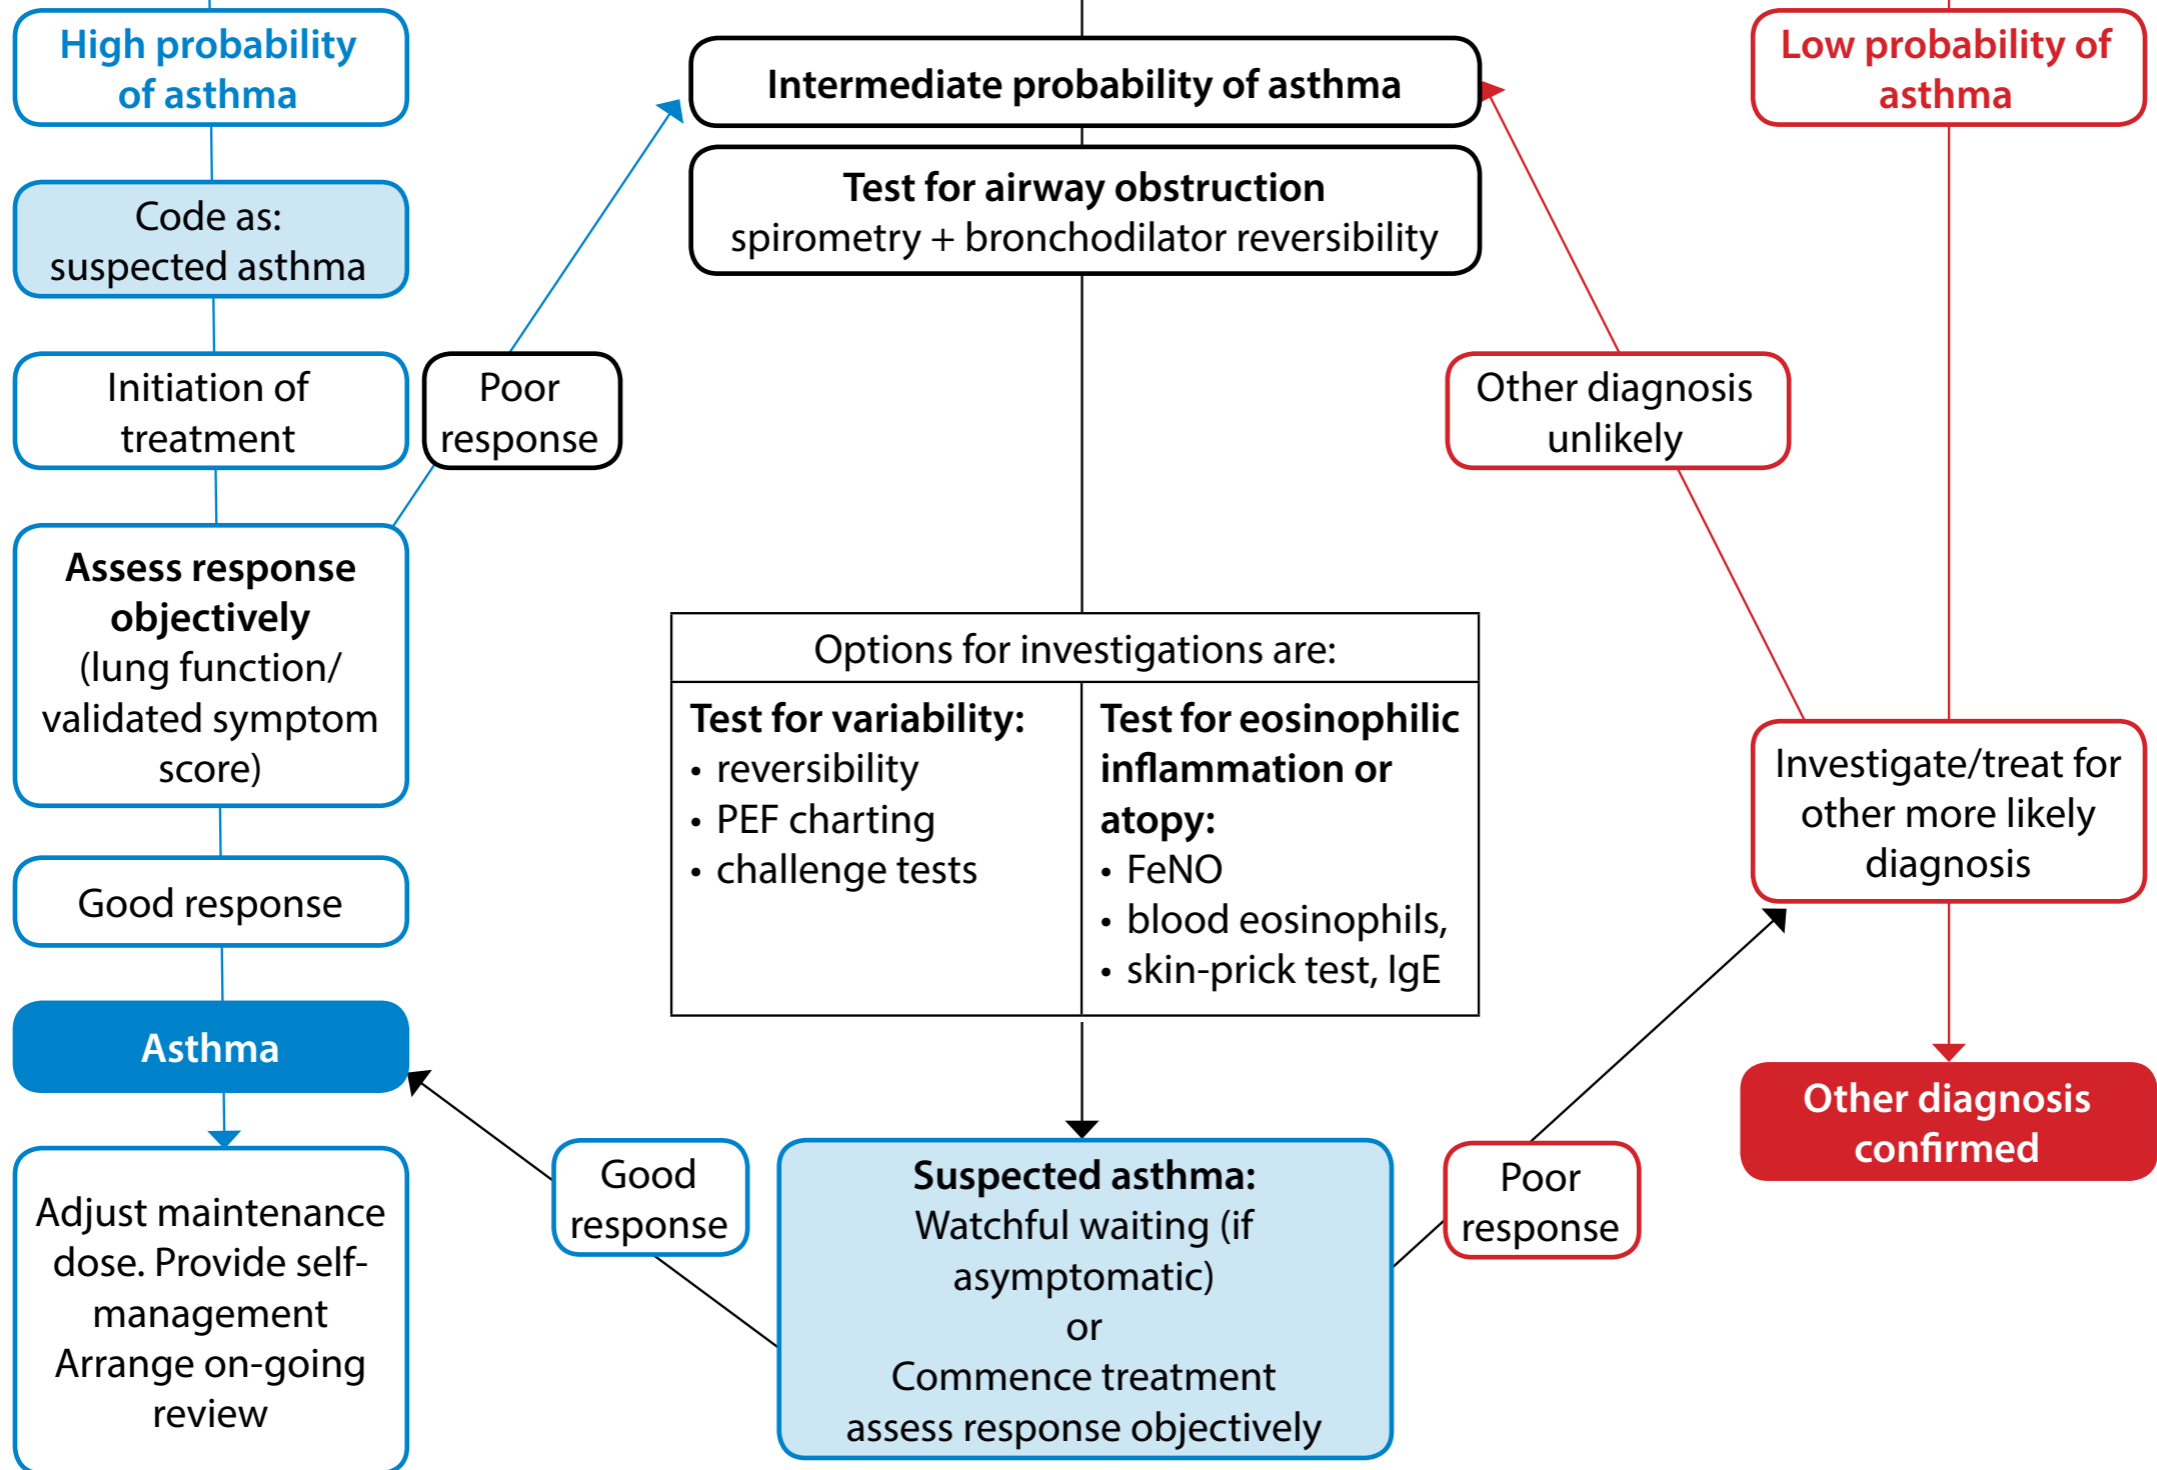 High probability
of asthma
Code as:
suspected asthma
Initiation of
treatment
Poor
response
Assess response
objectively
(lung function/
validated symptom
score)
Good response
Asthma
Adjust maintenance
dose. Provide self-
management
Arrange on-going
review
Intermediate probability of asthma
Test for airway obstruction
spirometry + bronchodilator reversibility
Options for investigations are:
Test for variability:
• reversibility
• PEF charting
• challenge tests
Test for eosinophilic
inflammation or
atopy:
• FeNO
• blood eosinophils,
• skin-prick test, IgE
Good
response
Suspected asthma:
Watchful waiting (if
asymptomatic)
or
Commence treatment
assess response objectively
Poor
response
Low probability of
asthma
Other diagnosis
unlikely
Investigate/treat for
other more likely
diagnosis
Other diagnosis
confirmed